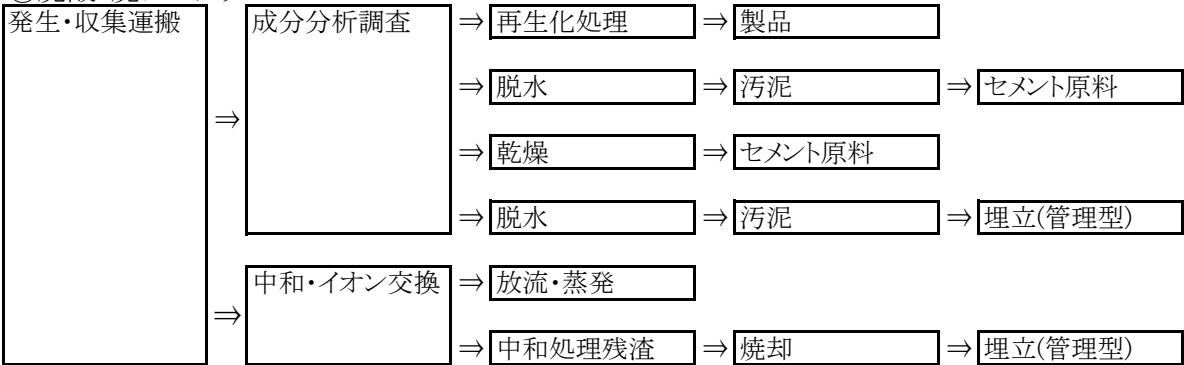 発生・収集運搬 成分分析調査 ⇒ 再生化処理 ⇒ 製品
⇒ 脱水 ⇒ 汚泥 ⇒ セメント原料
⇒
⇒ 乾燥 ⇒ セメント原料
⇒ 脱水 ⇒ 汚泥 ⇒ 埋立(管理型)
中和・イオン交換 ⇒ 放流・蒸発
⇒
⇒ 中和処理残渣 ⇒ 焼却 ⇒ 埋立(管理型)